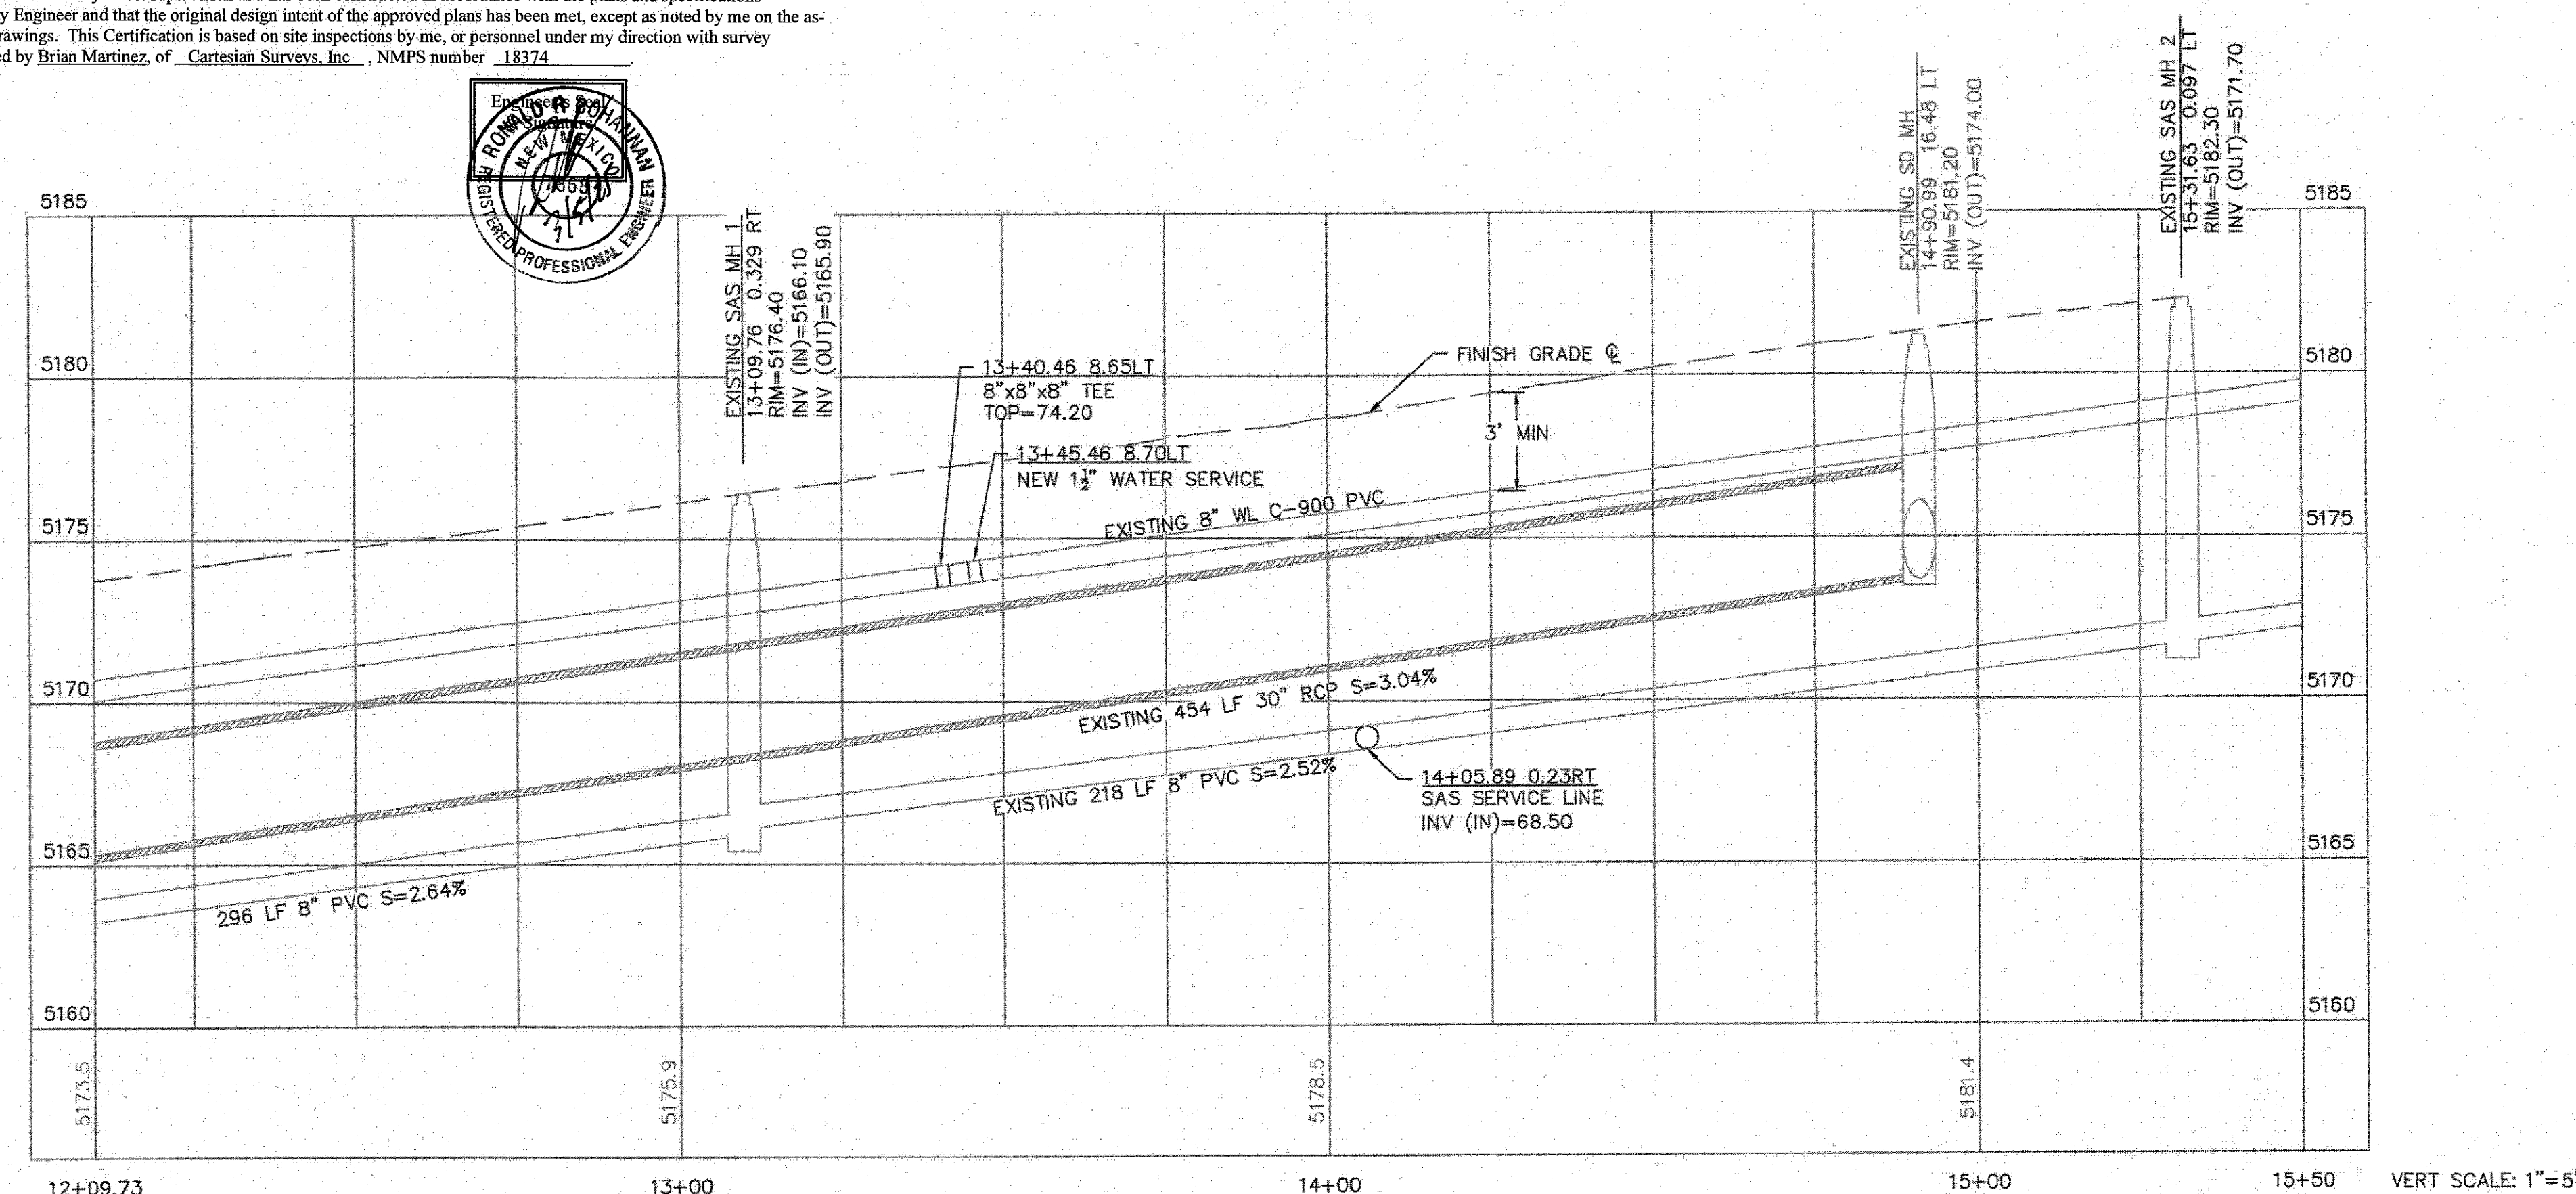 y Engineer and that the original design intent of the approved plans has been met, except as noted by me on the as-
rawings. This Certification is based on site inspections by me, or personnel under my direction with survey
ed by Brian Martinez, of Cartesian Surveys, Inc , NMPS number 18374 .
Engineer's Seal
Signature
RONALD R BOHANNAN
NEW MEXICO
REGISTERED PROFESSIONAL ENGINEER
EXISTING SAS MH 1
13+09.76 0.329 RT
RIM=5176.40
INV (IN)=5166.10
INV (OUT)=5165.90
EXISTING SD MH
14+90.99 16.48 LT
RIM=5181.20
INV (OUT)=5174.00
EXISTING SAS MH 2
15+31.63 0.097 LT
RIM=5182.30
INV (OUT)=5171.70
5185
5185
5180
5180
13+40.46 8.65LT
8"x8"x8" TEE
TOP=74.20
FINISH GRADE ℄
3' MIN
13+45.46 8.70LT
NEW 1½" WATER SERVICE
EXISTING 8" WL C-900 PVC
5175
5175
5170
5170
EXISTING 454 LF 30" RCP S=3.04%
EXISTING 218 LF 8" PVC S=2.52%
14+05.89 0.23RT
SAS SERVICE LINE
INV (IN)=68.50
5165
5165
296 LF 8" PVC S=2.64%
5160
5160
5173.5
5175.9
5178.5
5181.4
12+09.73
13+00
14+00
15+00
15+50
VERT SCALE: 1"=5'